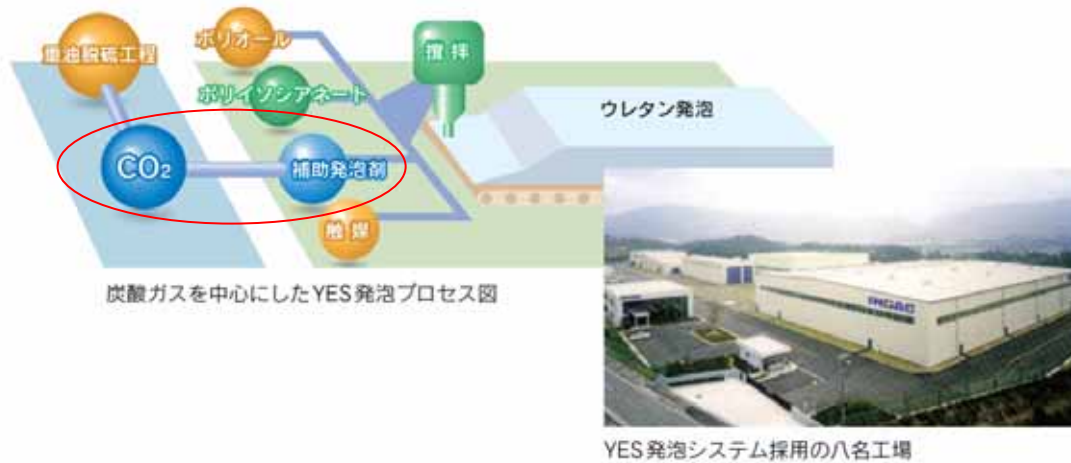 重油脱硫工程
ポリオール
攪拌
ポリイソシアネート
ウレタン発泡
CO₂
補助発泡剤
触媒
炭酸ガスを中心にしたYES発泡プロセス図
INOAC
YES発泡システム採用の八名工場